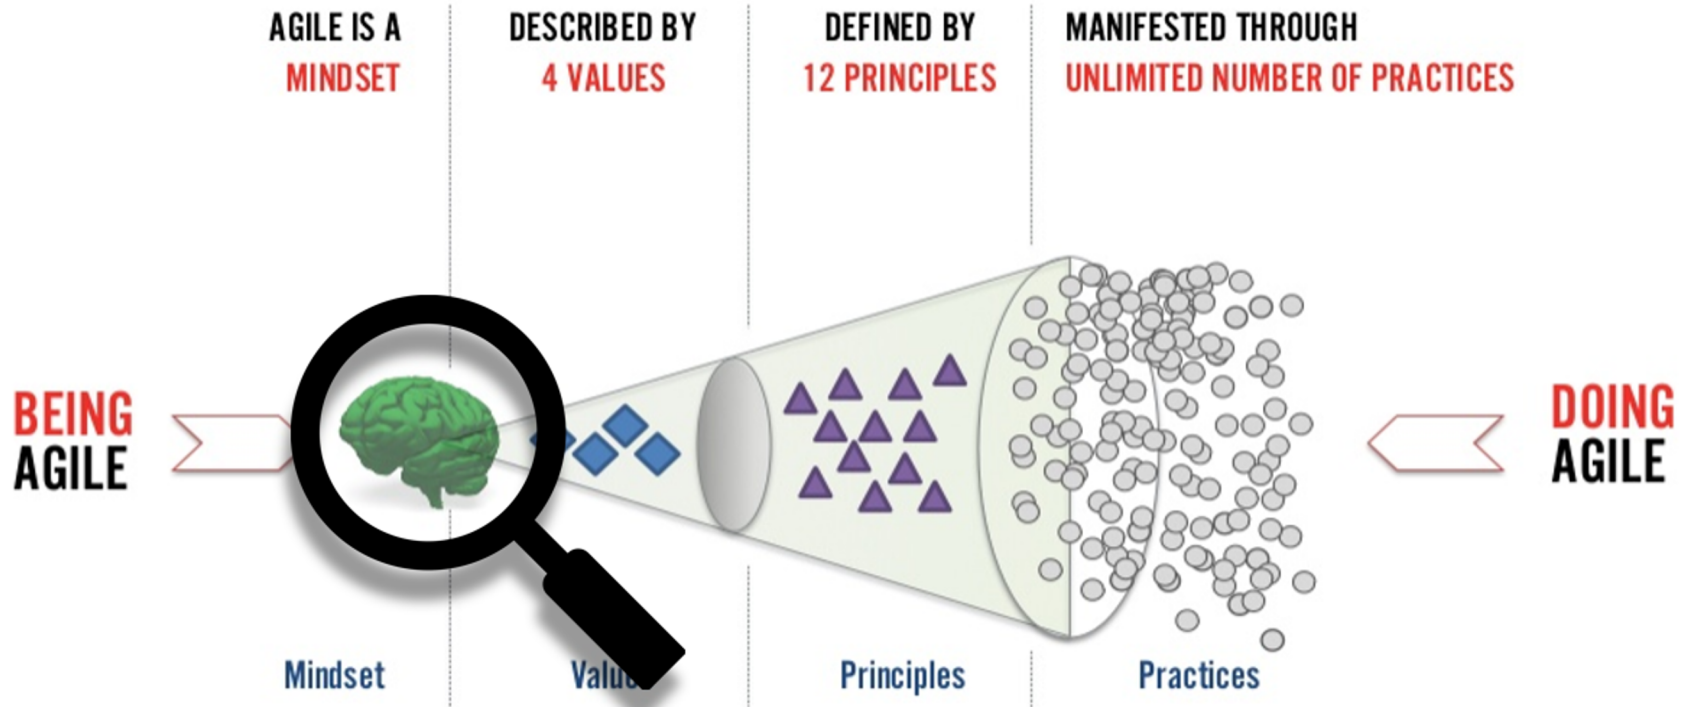 AGILE IS A
MINDSET
DESCRIBED BY
4 VALUES
DEFINED BY
12 PRINCIPLES
MANIFESTED THROUGH
UNLIMITED NUMBER OF PRACTICES
BEING
AGILE
DOING
AGILE
Mindset
Principles
Practices